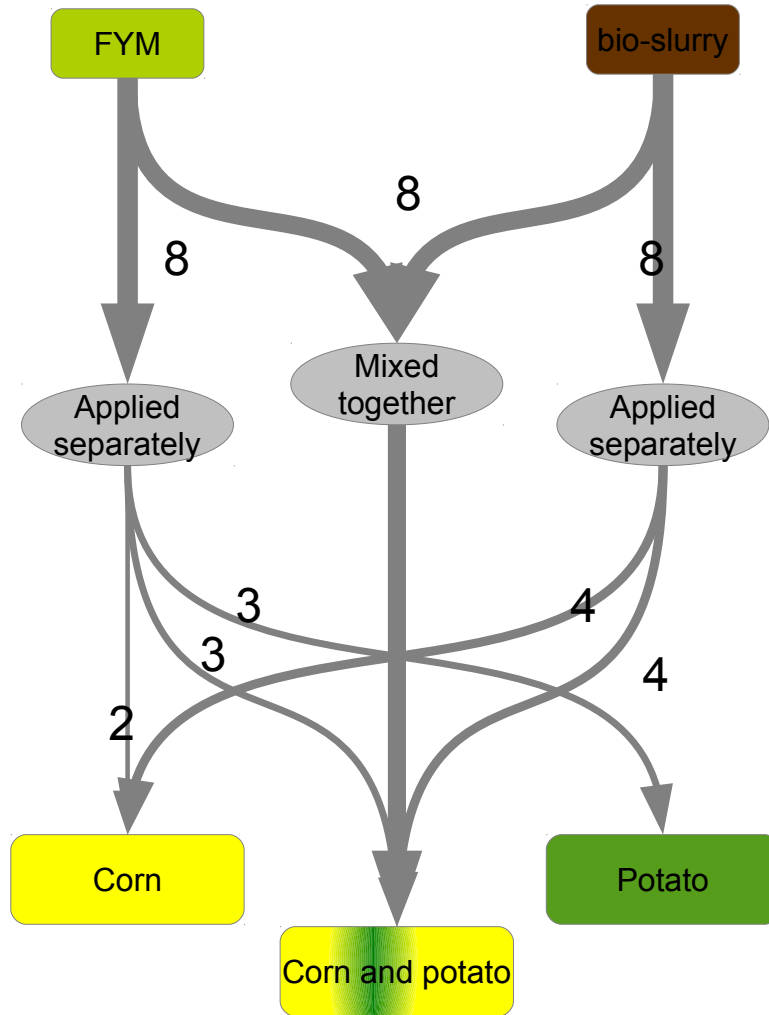 FYM
bio-slurry
8
8
8
Mixed
together
Applied
separately
Applied
separately
3
4
3
4
2
Corn
Potato
Corn and potato